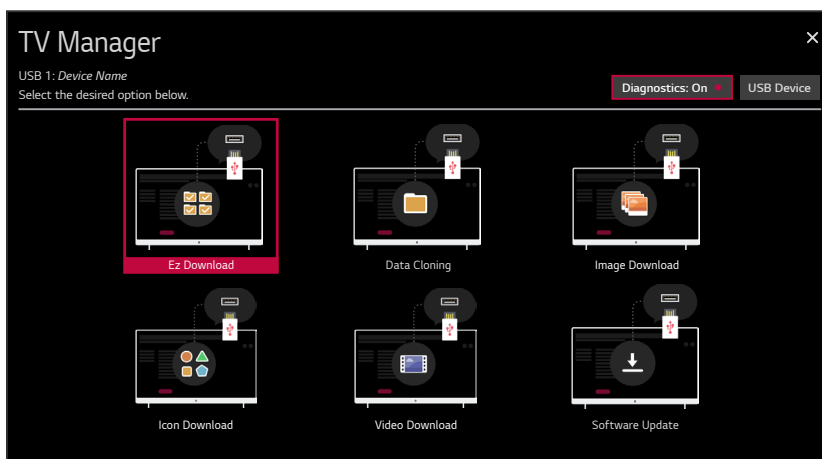 TV Manager
USB 1: Device Name
Select the desired option below.
Diagnostics: On
USB Device
Ez Download
Data Cloning
Image Download
Icon Download
Video Download
Software Update